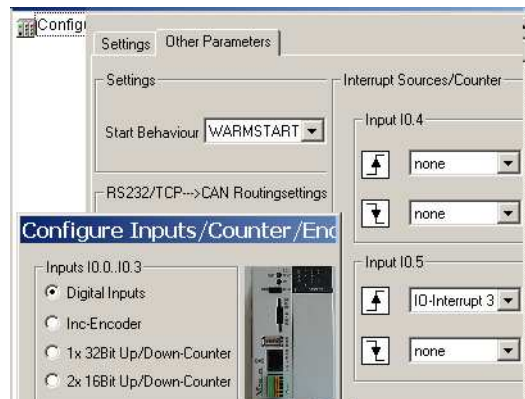 Config
Settings
Other Parameters
Settings
Start Behaviour
WARMSTART
RS232/TCP--->CAN Routingsettings
Interrupt Sources/Counter
Input I0.4
none
none
Input I0.5
IO-Interrupt 3
none
Configure Inputs/Counter/Enc
Inputs I0.0..I0.3
Digital Inputs
Inc-Encoder
1x 32Bit Up/Down-Counter
2x 16Bit Up/Down-Counter